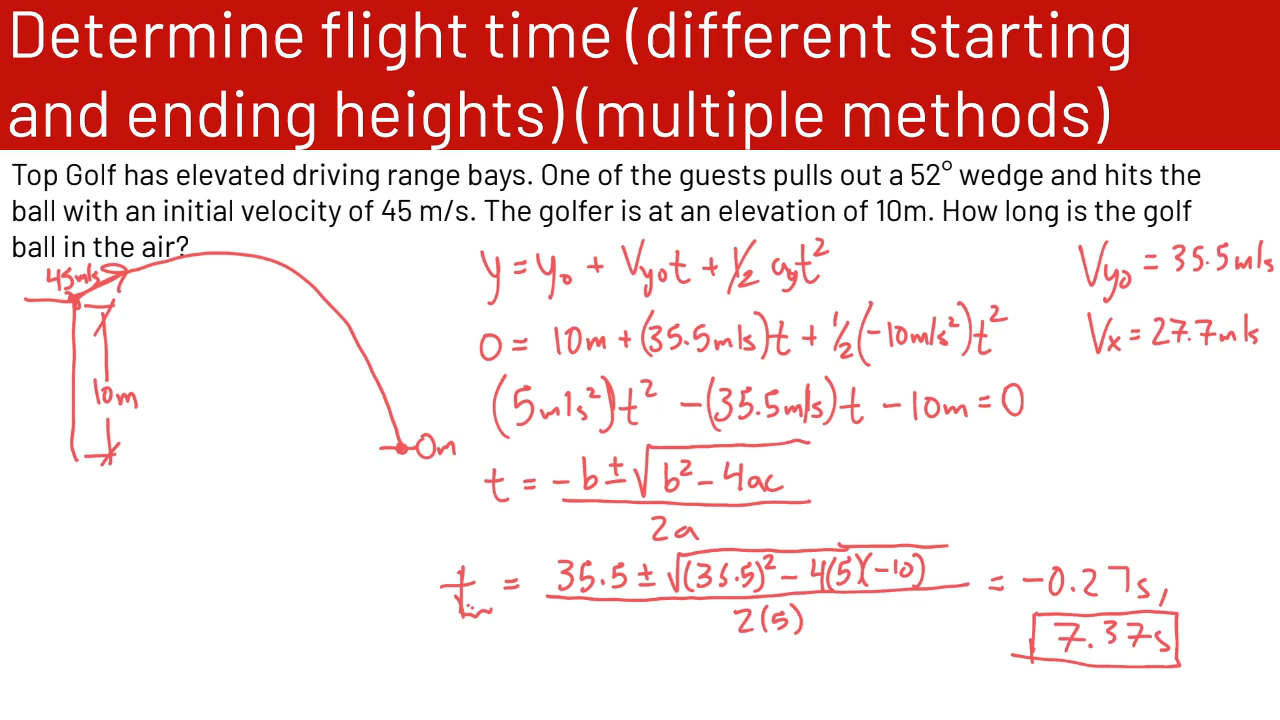 Determine flight time (different starting
and ending heights) (multiple methods)
Top Golf has elevated driving range bays. One of the guests pulls out a 52° wedge and hits the
ball with an initial velocity of 45 m/s. The golfer is at an elevation of 10m. How long is the golf
ball in the air?
45m/s
10m
0m
y = y₀ + Vy₀t + 1/2 ayt²
0 = 10m + (35.5m/s)t + 1/2(-10m/s²)t²
(5m/s²)t² - (35.5m/s)t - 10m = 0
t = -b ± √(b² - 4ac)
2a
t = 35.5 ± √((35.5)² - 4(5)(-10)) = -0.27s,
2(5)
7.37s
Vy₀ = 35.5m/s
Vx = 27.7m/s